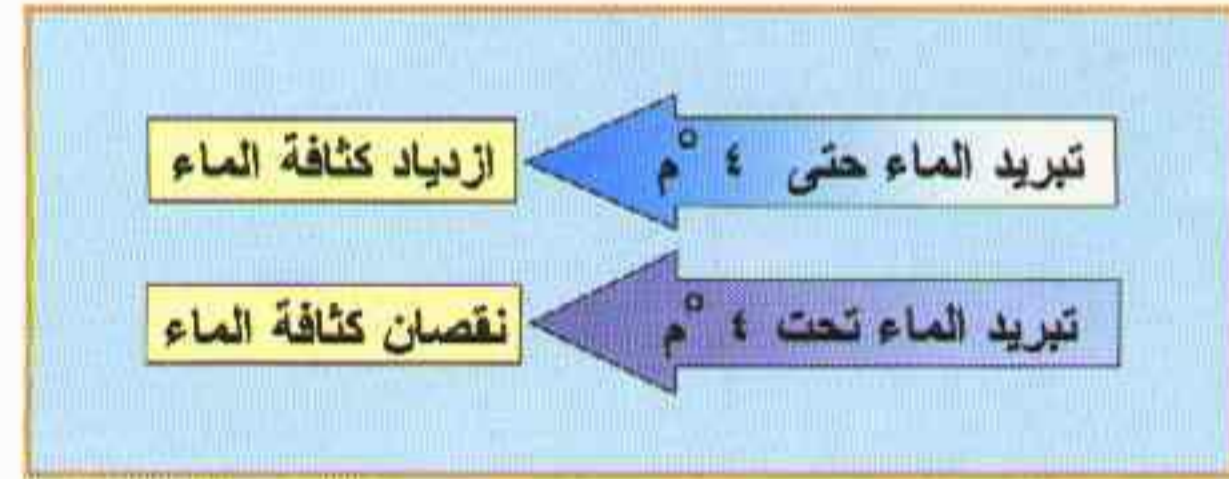 تبريد الماء حتى ٤ °م
ازدياد كثافة الماء
تبريد الماء تحت ٤ °م
نقصان كثافة الماء